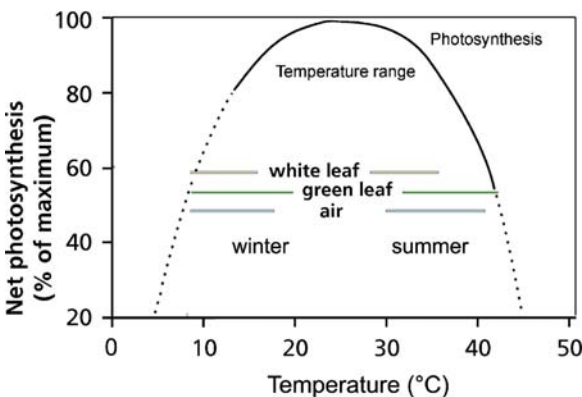 Net photosynthesis
(% of maximum)
100
80
60
40
20
Photosynthesis
Temperature range
white leaf
green leaf
air
winter summer
0 10 20 30 40 50
Temperature (°C)